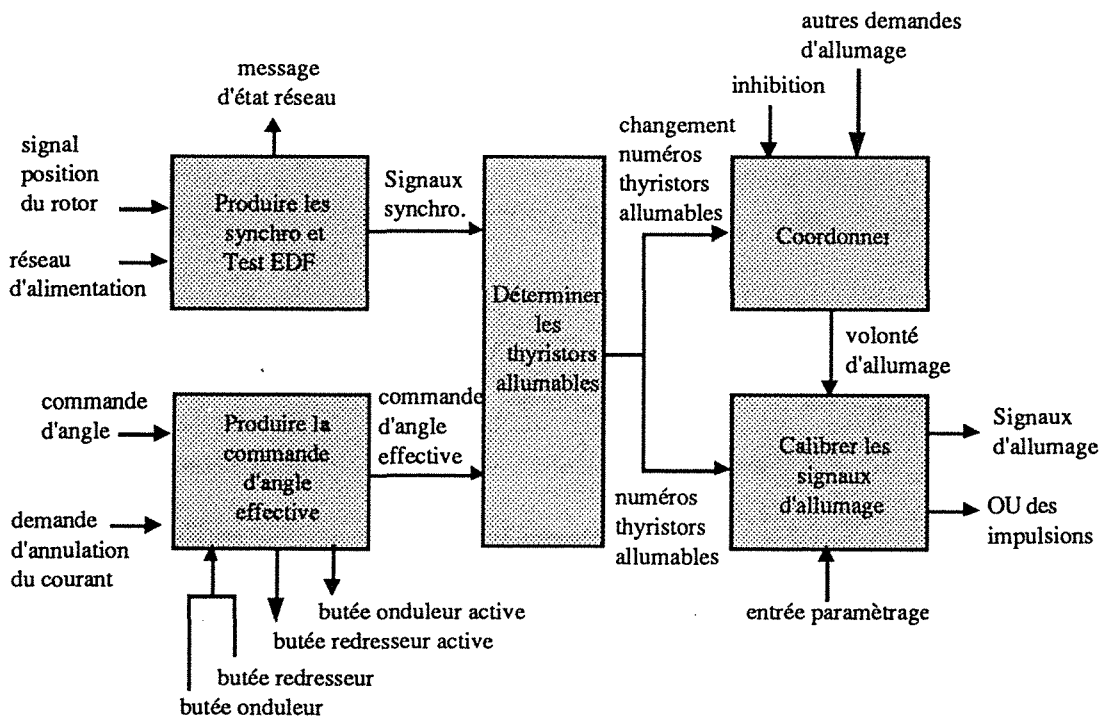 autres demandes
d'allumage
message
d'état réseau
inhibition
signal
position
du rotor
réseau
d'alimentation
Produire les
synchro et
Test EDF
Signaux
synchro.
changement
numéros
thyristors
allumables
Coordonner
Déterminer
les
thyristors
allumables
volonté
d'allumage
commande
d'angle
demande
d'annulation
du courant
Produire la
commande
d'angle
effective
commande
d'angle
effective
numéros
thyristors
allumables
Calibrer les
signaux
d'allumage
Signaux
d'allumage
OU des
impulsions
butée onduleur active
butée redresseur active
butée redresseur
butée onduleur
entrée paramètrage